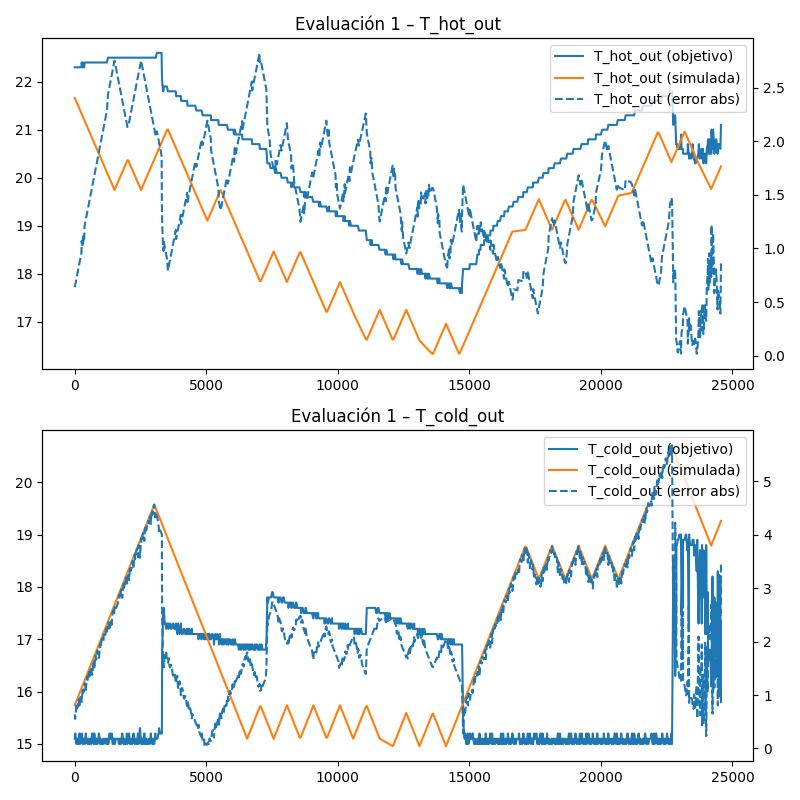 Evaluación 1 – T_hot_out
T_hot_out (objetivo)
T_hot_out (simulada)
T_hot_out (error abs)
22
21
20
19
18
17
2.5
2.0
1.5
1.0
0.5
0.0
0 5000 10000 15000 20000 25000
Evaluación 1 – T_cold_out
T_cold_out (objetivo)
T_cold_out (simulada)
T_cold_out (error abs)
20
19
18
17
16
15
5
4
3
2
1
0
0 5000 10000 15000 20000 25000